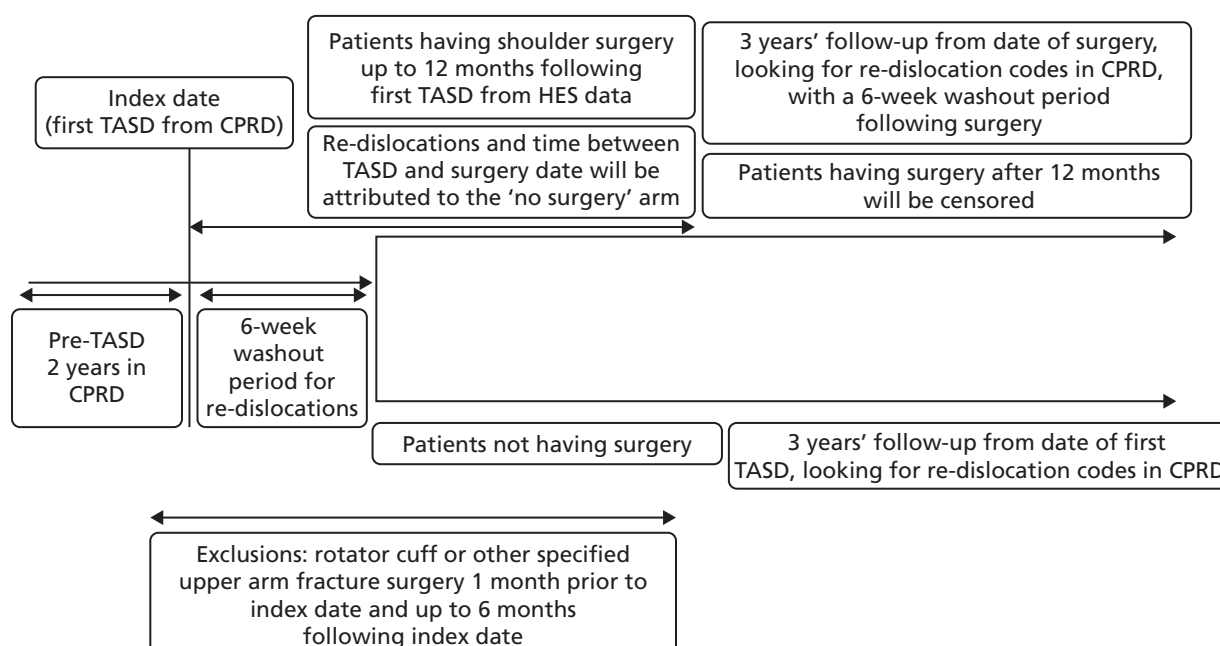 Patients having shoulder surgery
up to 12 months following
first TASD from HES data
3 years' follow-up from date of surgery,
looking for re-dislocation codes in CPRD,
with a 6-week washout period
following surgery
Index date
(first TASD from CPRD)
Re-dislocations and time between
TASD and surgery date will be
attributed to the ‘no surgery’ arm
Patients having surgery after 12 months
will be censored
Pre-TASD
2 years in
CPRD
6-week
washout
period for
re-dislocations
Patients not having surgery
3 years’ follow-up from date of first
TASD, looking for re-dislocation codes in CPRD
Exclusions: rotator cuff or other specified
upper arm fracture surgery 1 month prior to
index date and up to 6 months
following index date